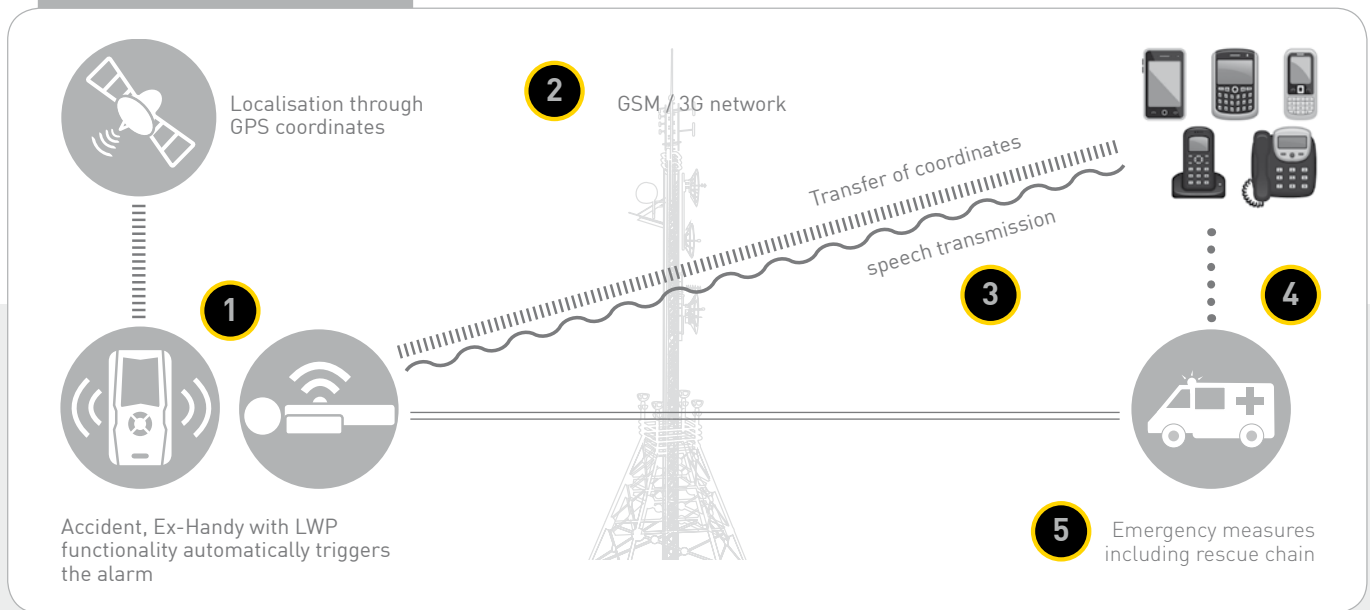 Localisation through
GPS coordinates
2
GSM / 3G network
Transfer of coordinates
speech transmission
1
3
4
Accident, Ex-Handy with LWP
functionality automatically triggers
the alarm
5
Emergency measures
including rescue chain